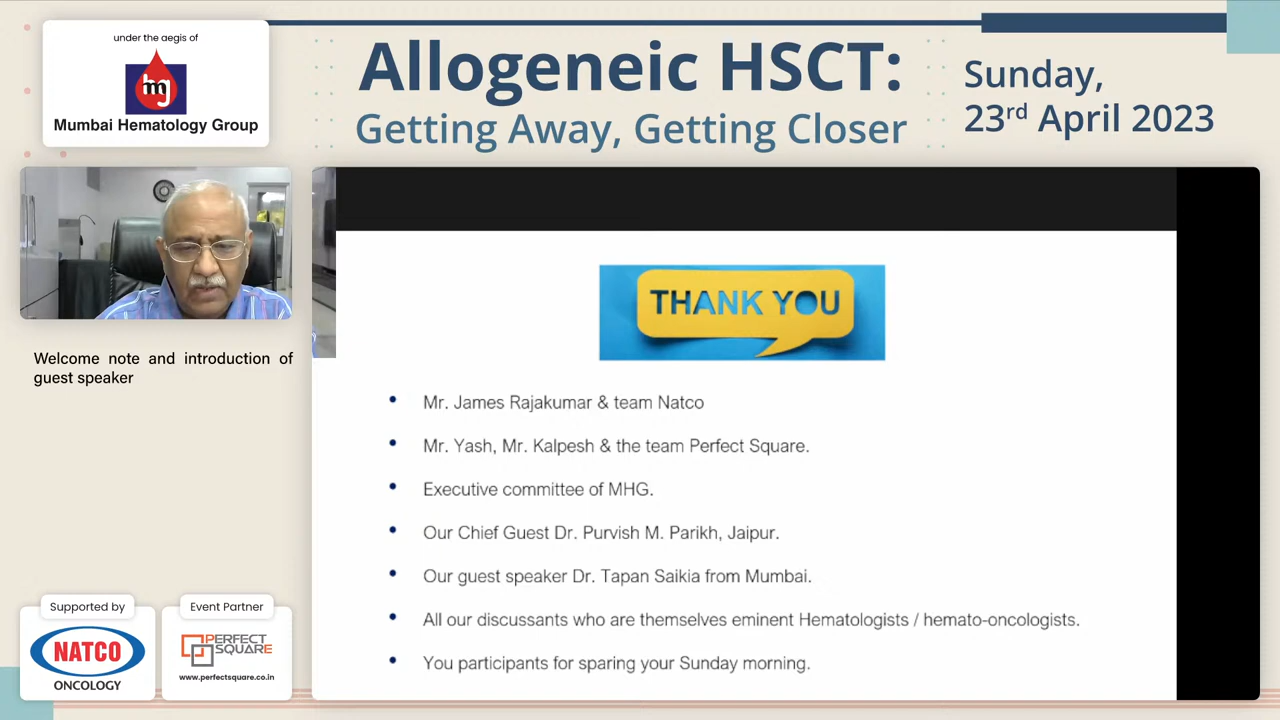 under the aegis of
mg
Mumbai Hematology Group
Allogeneic HSCT:
Getting Away, Getting Closer
Sunday,
23rd April 2023
Welcome note and introduction of
guest speaker
THANK YOU
• Mr. James Rajakumar & team Natco
• Mr. Yash, Mr. Kalpesh & the team Perfect Square.
• Executive committee of MHG.
• Our Chief Guest Dr. Purvish M. Parikh, Jaipur.
• Our guest speaker Dr. Tapan Saikia from Mumbai.
• All our discussants who are themselves eminent Hematologists / hemato-oncologists.
• You participants for sparing your Sunday morning.
Supported by
NATCO
ONCOLOGY
Event Partner
PERFECT
SQUARE
www.perfectsquare.co.in